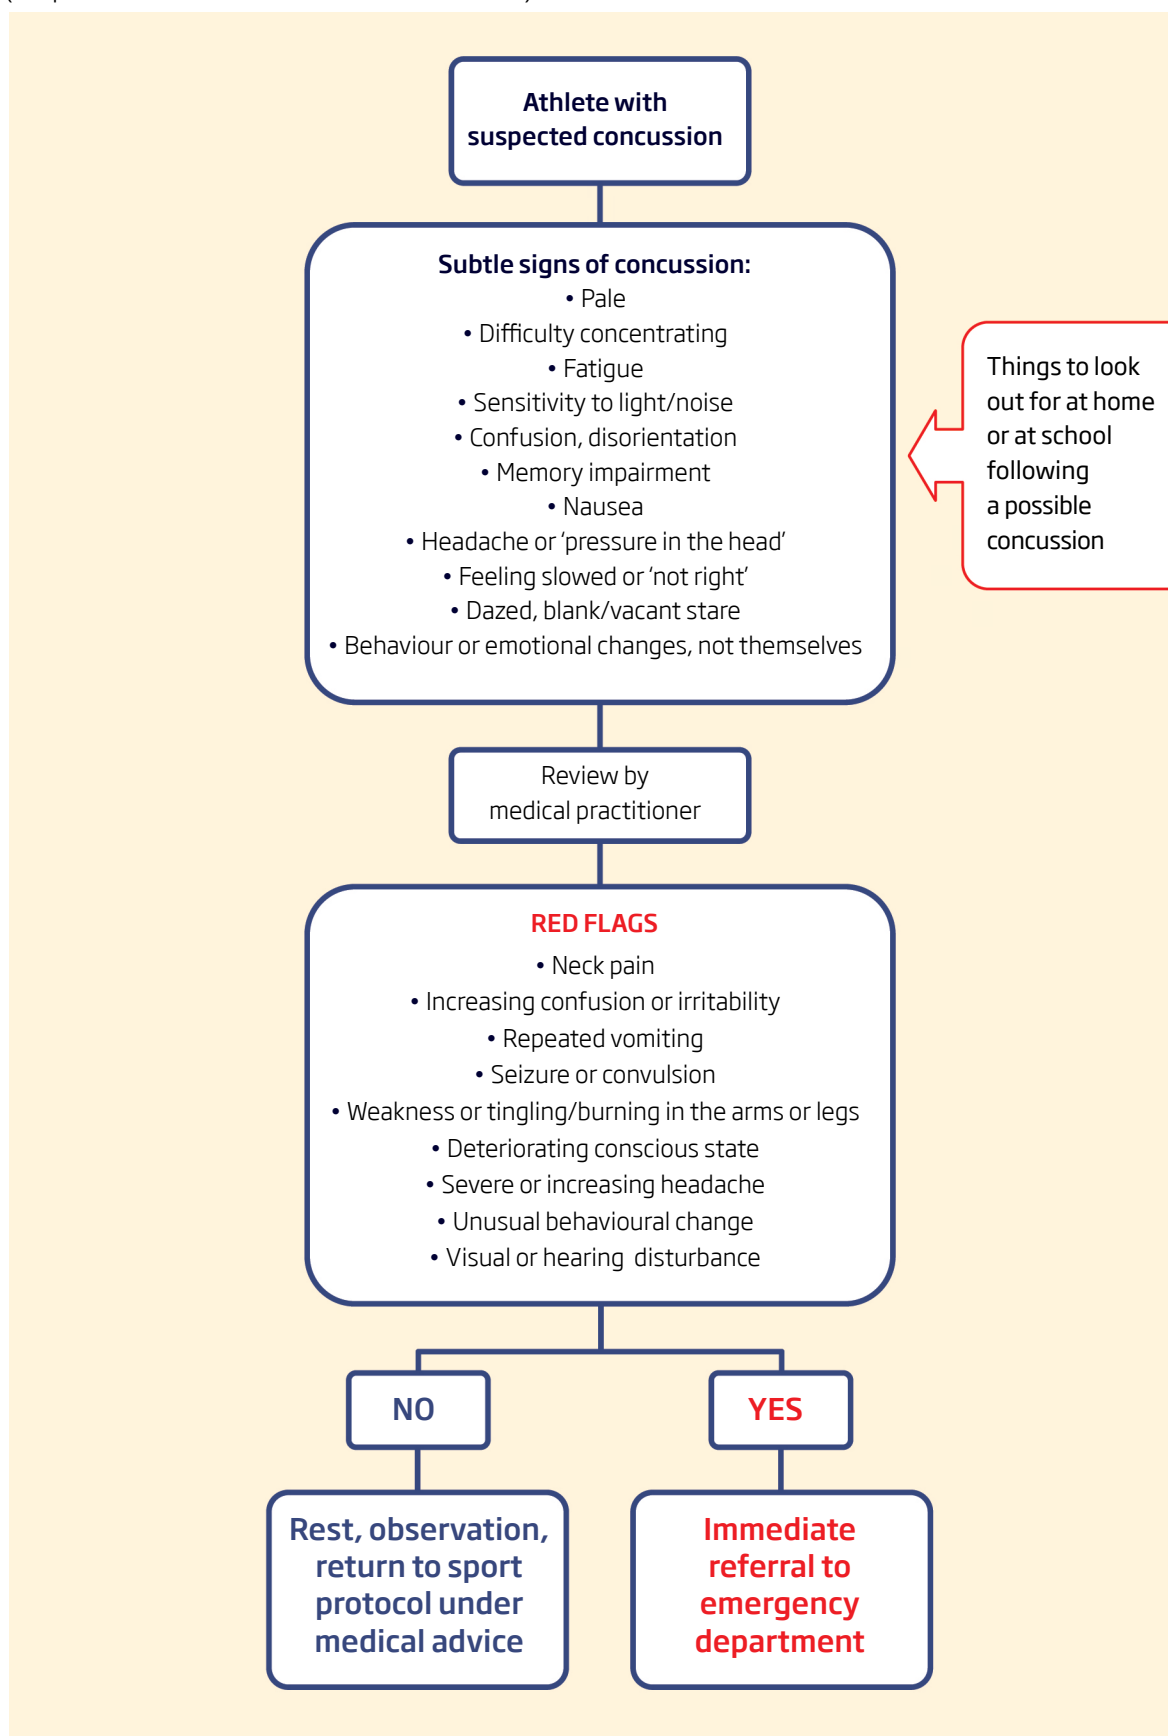 Athlete with
suspected concussion
Subtle signs of concussion:
• Pale
• Difficulty concentrating
• Fatigue
• Sensitivity to light/noise
• Confusion, disorientation
• Memory impairment
• Nausea
• Headache or ‘pressure in the head’
• Feeling slowed or ‘not right’
• Dazed, blank/vacant stare
• Behaviour or emotional changes, not themselves
Things to look
out for at home
or at school
following
a possible
concussion
Review by
medical practitioner
RED FLAGS
• Neck pain
• Increasing confusion or irritability
• Repeated vomiting
• Seizure or convulsion
• Weakness or tingling/burning in the arms or legs
• Deteriorating conscious state
• Severe or increasing headache
• Unusual behavioural change
• Visual or hearing disturbance
NO
YES
Rest, observation,
return to sport
protocol under
medical advice
Immediate
referral to
emergency
department